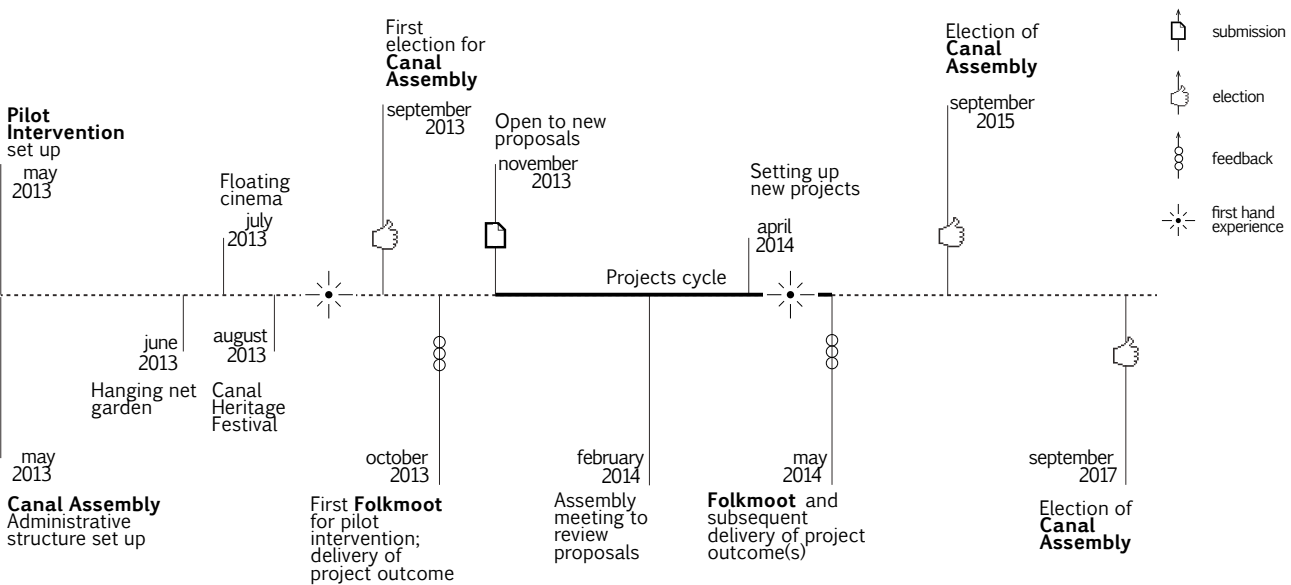 Pilot
Intervention
set up
may
2013
Floating
cinema
july
2013
First
election for
Canal
Assembly
september
2013
Open to new
proposals
november
2013
Setting up
new projects
april
2014
Election of
Canal
Assembly
september
2015
submission
election
feedback
first hand
experience
Projects cycle
june
2013
Hanging net
garden
august
2013
Canal
Heritage
Festival
may
2013
Canal Assembly
Administrative
structure set up
october
2013
First Folkmoot
for pilot
intervention;
delivery of
project outcome
february
2014
Assembly
meeting to
review
proposals
may
2014
Folkmoot and
subsequent
delivery of project
outcome(s)
september
2017
Election of
Canal
Assembly